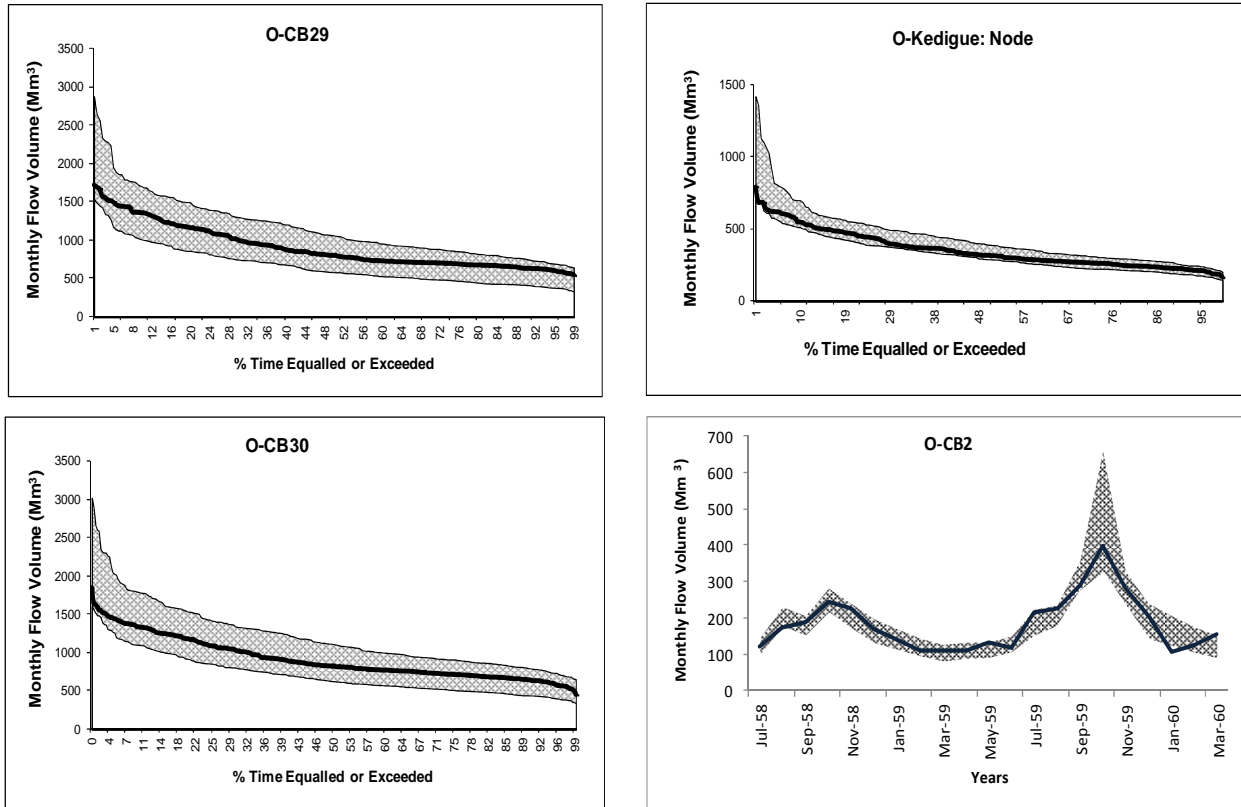 O-CB29
Monthly Flow Volume (Mm³)
3500
3000
2500
2000
1500
1000
500
0
1 5 8 12 16 20 24 28 32 36 40 44 48 52 56 60 64 68 72 76 80 84 88 92 95 99
% Time Equalled or Exceeded
O-Kedigue: Node
Monthly Flow Volume (Mm³)
1500
1000
500
0
1 10 19 29 38 48 57 67 76 86 95
% Time Equalled or Exceeded
O-CB30
Monthly Flow Volume (Mm³)
3500
3000
2500
2000
1500
1000
500
0
0 4 7 11 14 18 22 25 29 32 36 39 43 46 50 53 57 60 64 67 71 75 78 82 85 89 92 96 99
% Time Equalled or Exceeded
O-CB2
Monthly Flow Volume (Mm ³)
700
600
500
400
300
200
100
0
Jul-58 Sep-58 Nov-58 Jan-59 Mar-59 May-59 Jul-59 Sep-59 Nov-59 Jan-60 Mar-60
Years